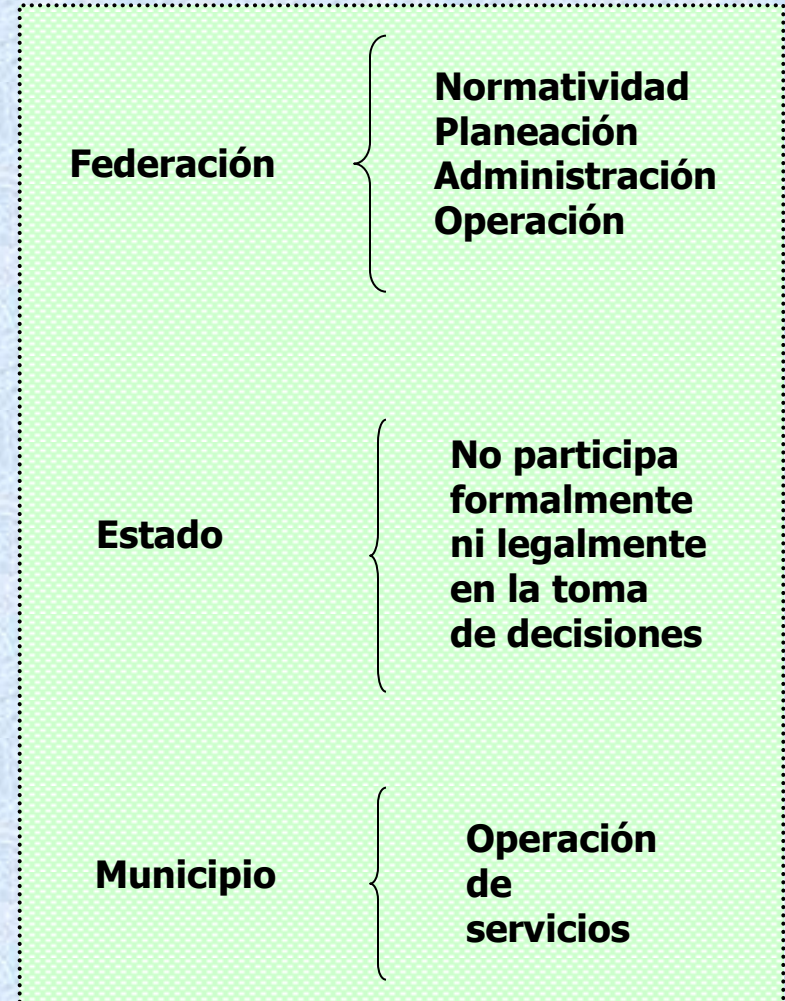 Federación
Normatividad
Planeación
Administración
Operación
Estado
No participa
formalmente
ni legalmente
en la toma
de decisiones
Municipio
Operación
de
servicios